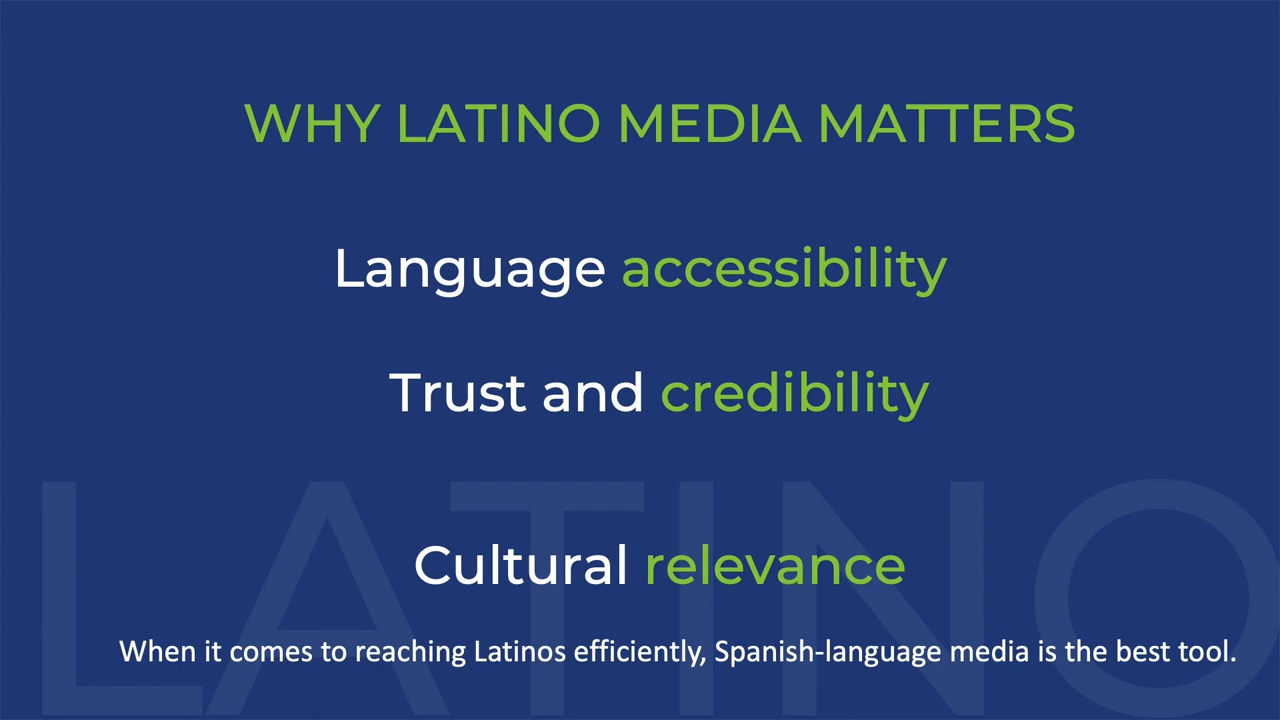 WHY LATINO MEDIA MATTERS
Language accessibility
Trust and credibility
LATINO
Cultural relevance
When it comes to reaching Latinos efficiently, Spanish-language media is the best tool.